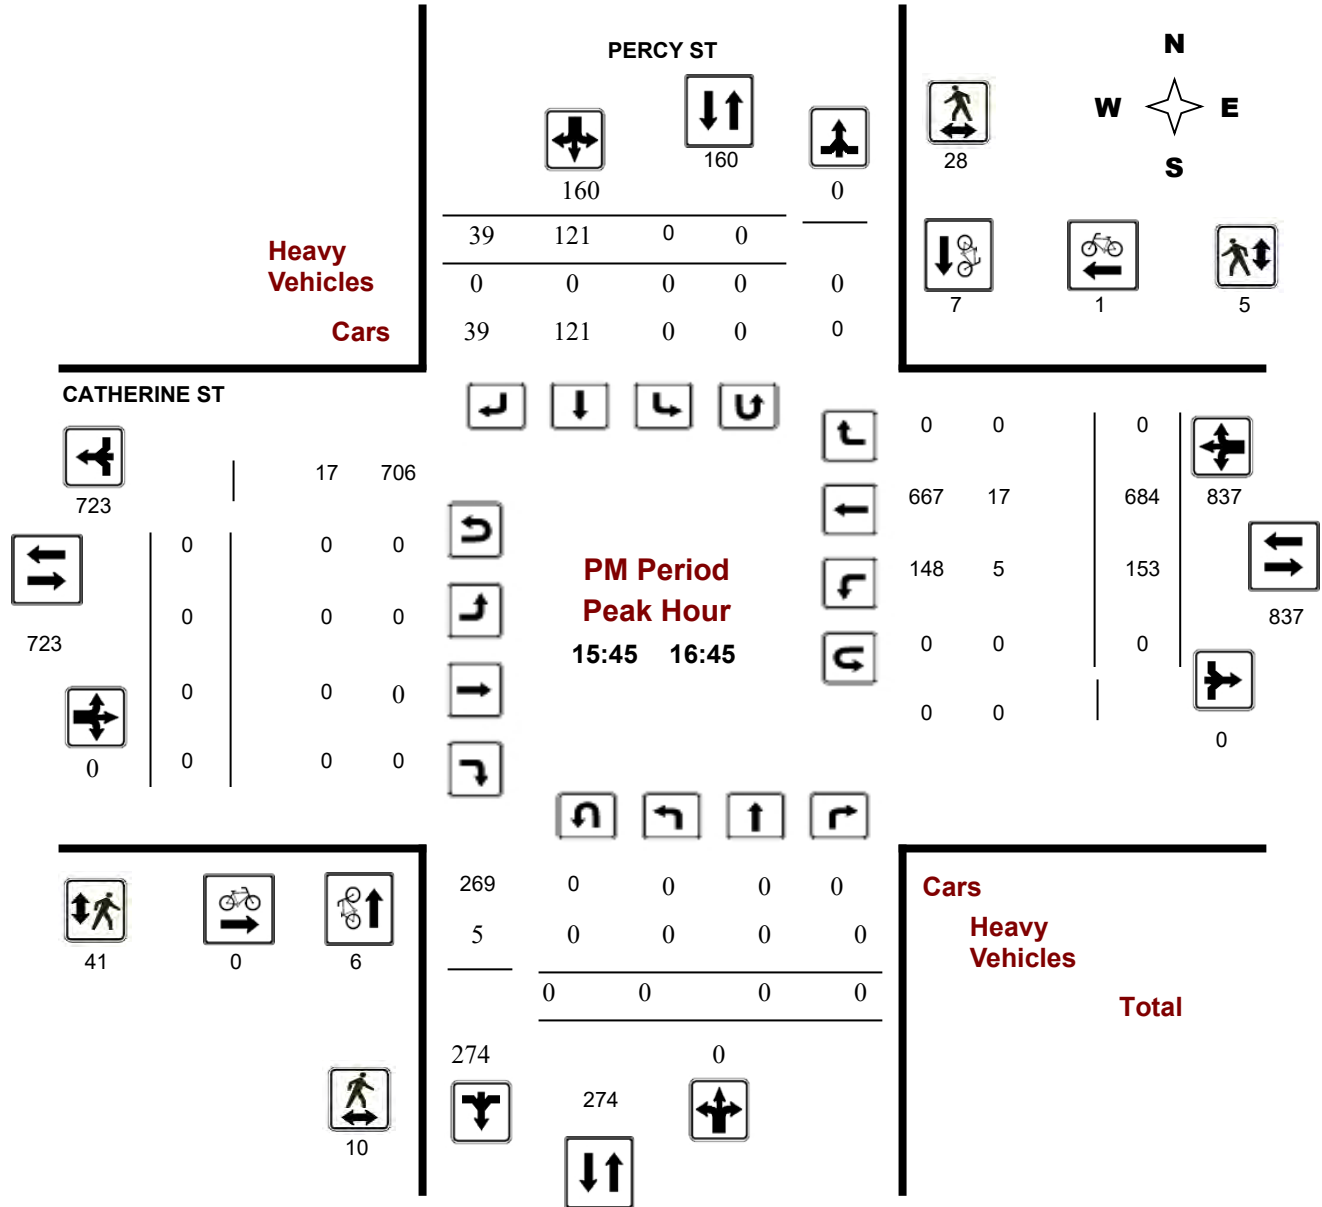 PERCY ST
N
W E
S
160
28
160 0
39 121 0 0
Heavy
Vehicles
0 0 0 0 0
7 1 5
Cars
39 121 0 0 0
CATHERINE ST
0 0 0
17 706
723
667 17 684 837
0 0 0
PM Period
148 5 153
Peak Hour
0 0 0
837
723
15:45 16:45
0 0 0
0 0 0
0 0 0
0
0 0 0
0
269 0 0 0 0
Cars
5 0 0 0 0
Heavy
Vehicles
41 0 6
0 0 0 0
Total
274 0
274
10